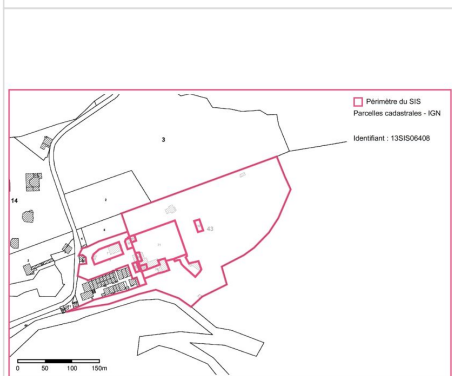 Périmètre du SIS
Parcelles cadastrales - IGN
Identifiant : 13SIS06408
3
14
43
0 50 100 150m